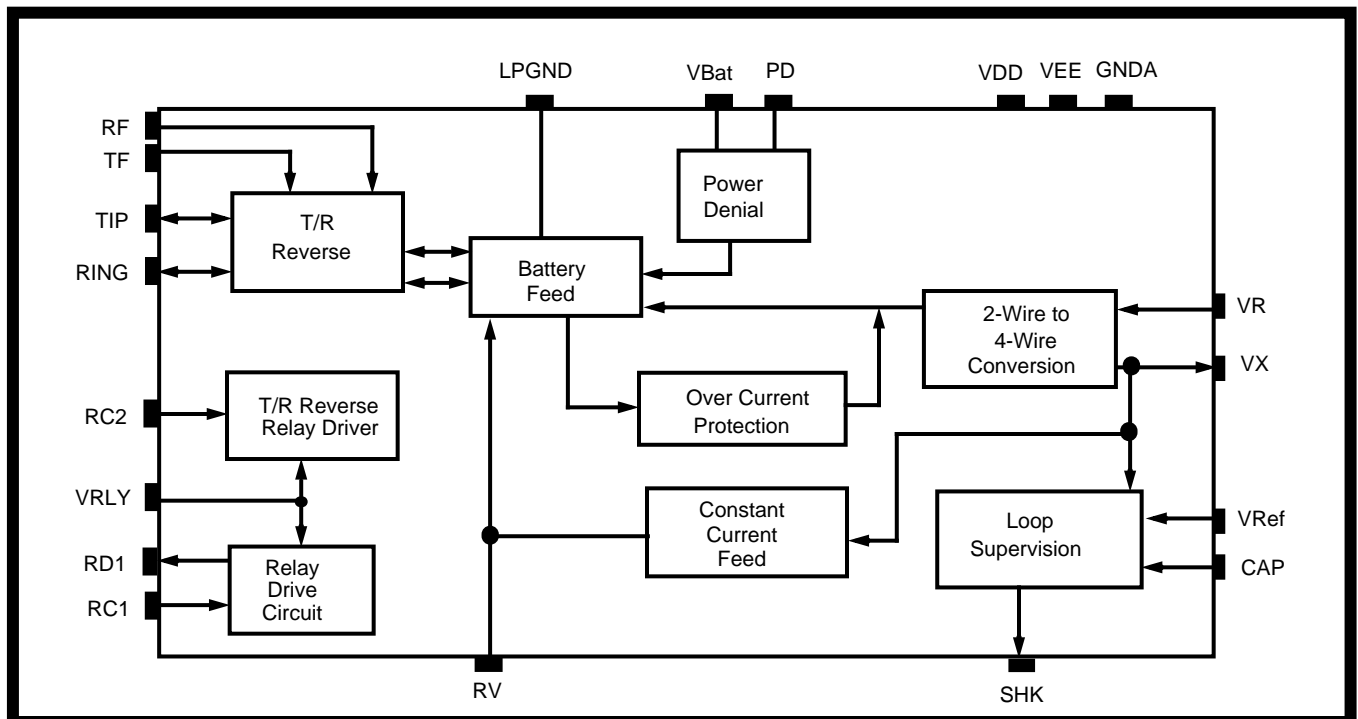 LPGND
VBat
PD
VDD
VEE
GNDA
RF
TF
TIP
RING
T/R
Reverse
Power
Denial
Battery
Feed
2-Wire to
4-Wire
Conversion
VR
VX
RC2
T/R Reverse
Relay Driver
Over Current
Protection
VRLY
Constant
Current
Feed
Loop
Supervision
VRef
CAP
RD1
RC1
Relay
Drive
Circuit
RV
SHK